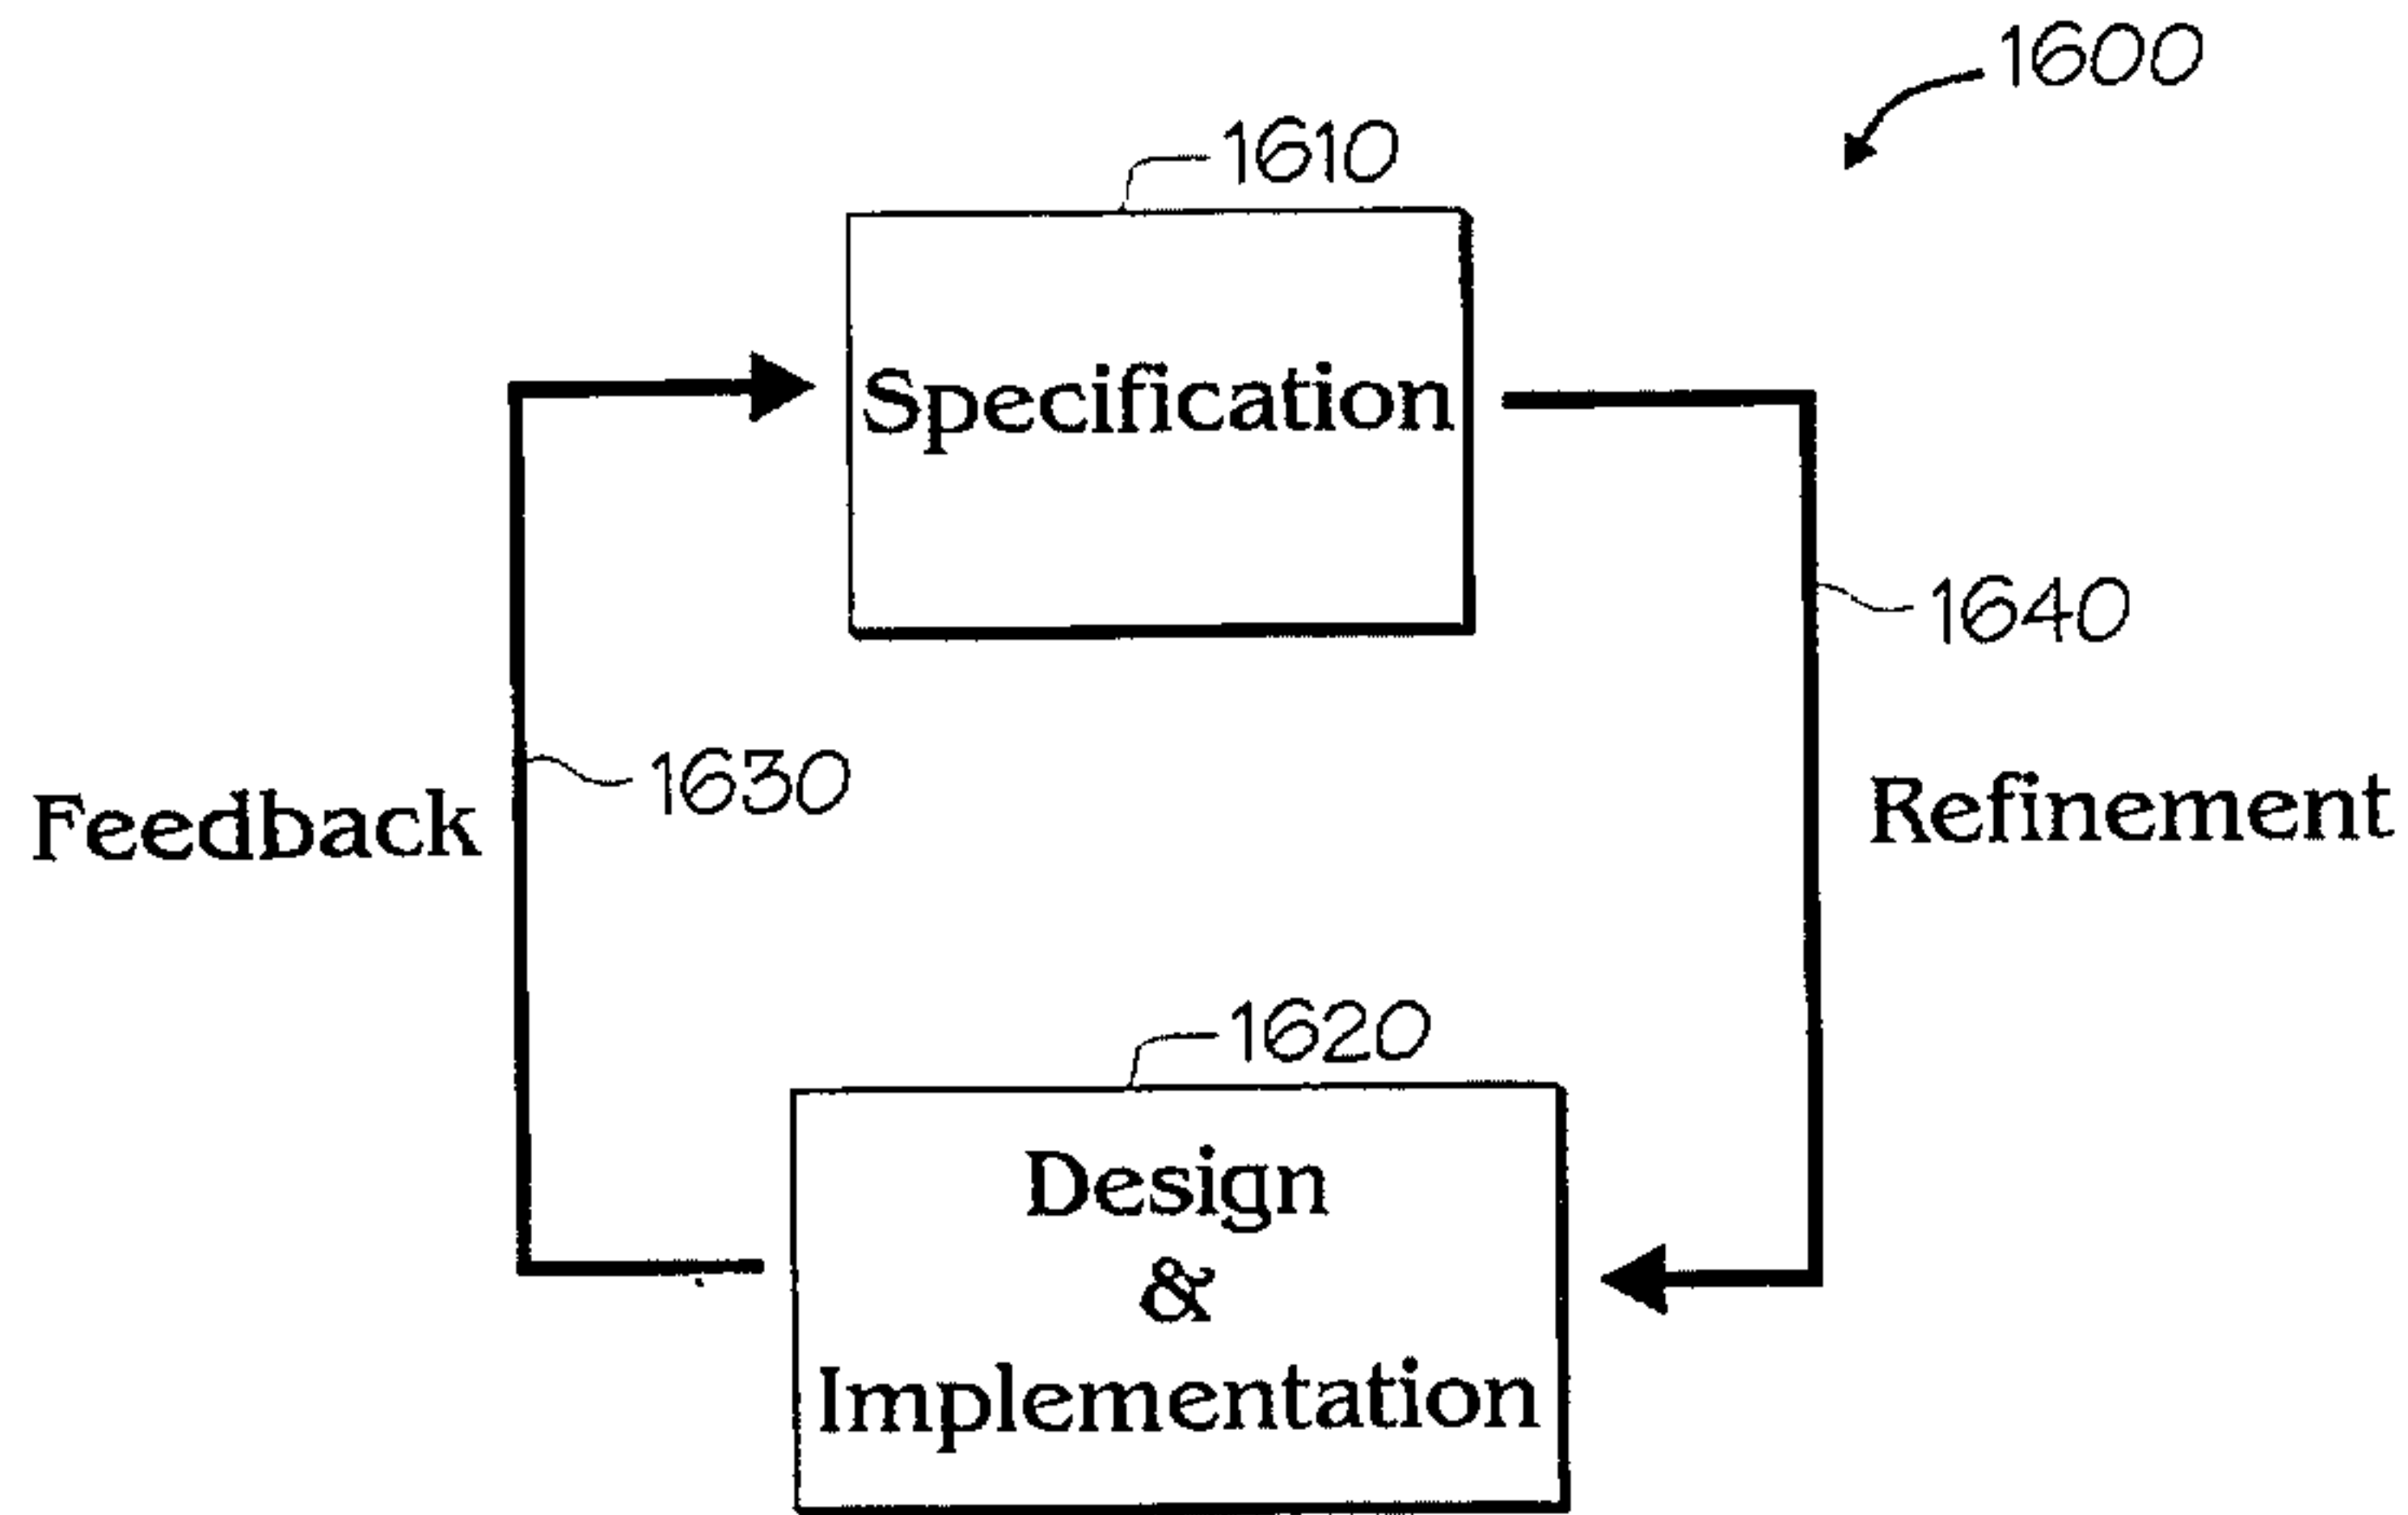 1600
1610
Specification
1640
1630
Feedback
Refinement
1620
Design
&
Implementation